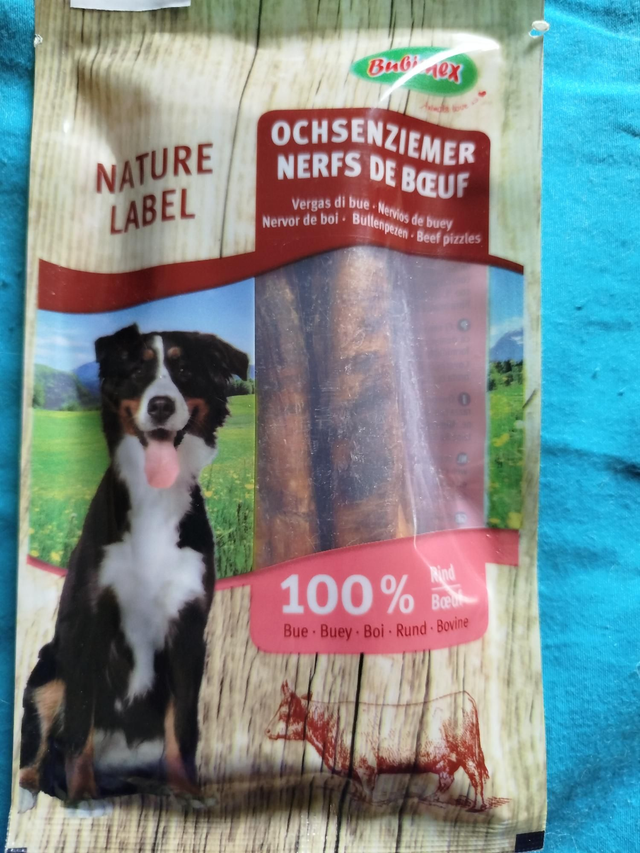 Bubimex
NATURE
LABEL
OCHSENZIEMER
NERFS DE BŒUF
Vergas di bue · Nervios de buey
Nervor de boi · Bullenpezen · Beef pizzles
100% Rind
Bœuf
Bue · Buey · Boi · Rund · Bovine